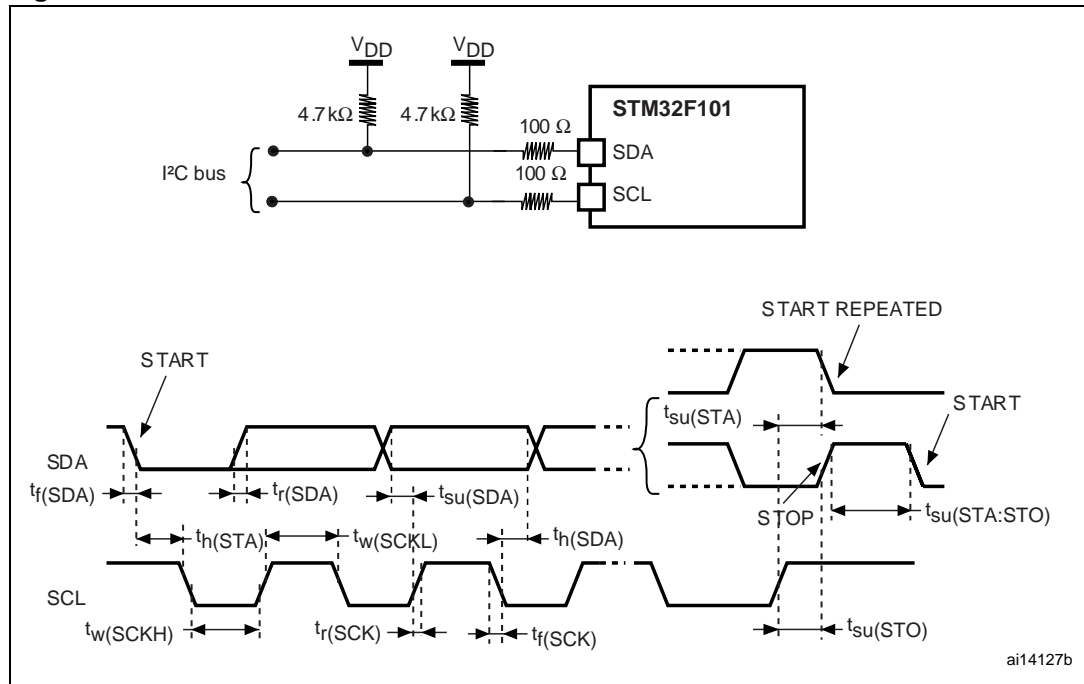 VDD VDD
4.7kΩ 4.7kΩ
STM32F101
100 Ω
SDA
I²C bus
100 Ω
SCL
START REPEATED
START
tsu(STA)
START
SDA
tf(SDA)
tr(SDA)
tsu(SDA)
STOP
tsu(STA:STO)
th(STA)
tw(SCKL)
th(SDA)
SCL
tw(SCKH)
tr(SCK)
tf(SCK)
tsu(STO)
ai14127b